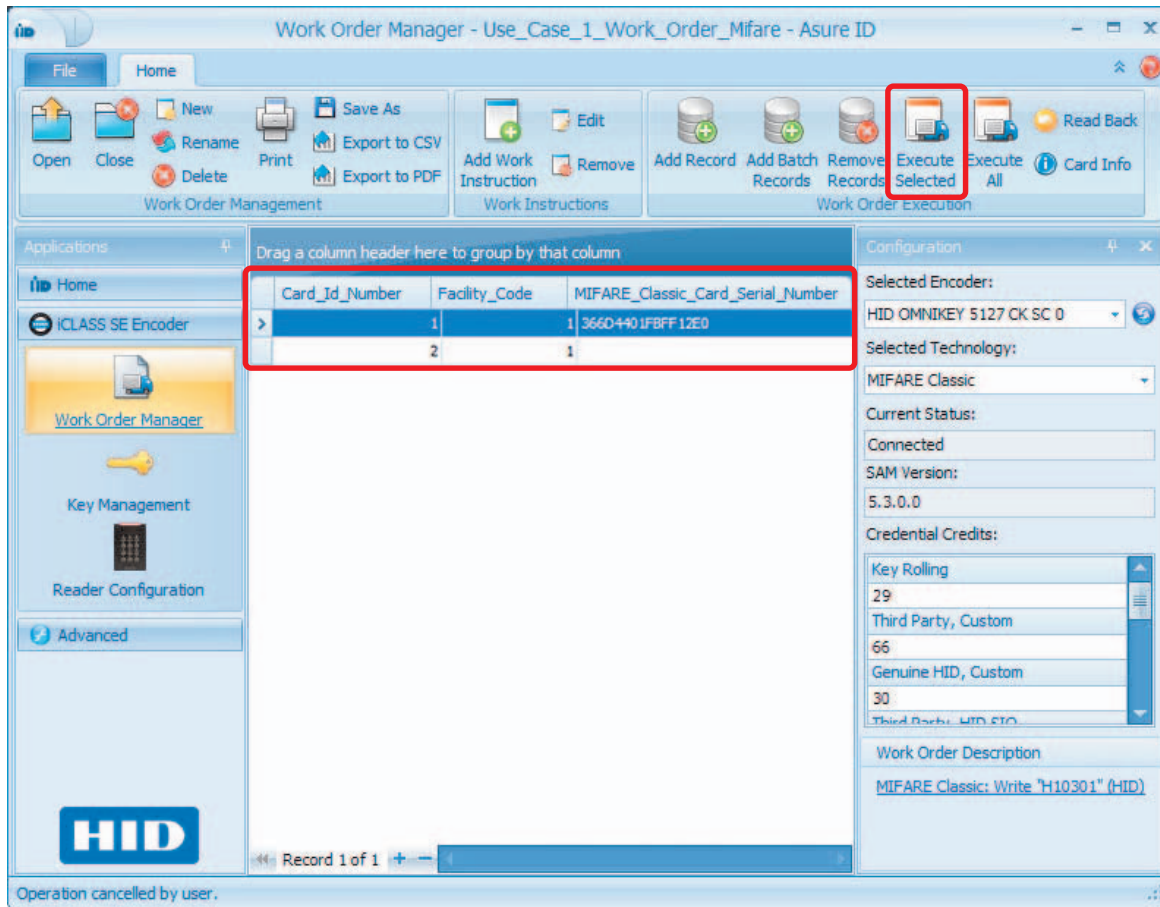 Work Order Manager - Use_Case_1_Work_Order_Mifare - Asure ID
File
Home
Open
Close
New
Rename
Delete
Print
Save As
Export to CSV
Export to PDF
Work Order Management
Add Work
Instruction
Edit
Remove
Work Instructions
Add Record
Add Batch
Records
Remove
Records
Execute
Selected
Execute
All
Read Back
Card Info
Work Order Execution
Applications
Home
iCLASS SE Encoder
Work Order Manager
Key Management
Reader Configuration
Advanced
HID
Drag a column header here to group by that column
Card_Id_Number Facility_Code MIFARE_Classic_Card_Serial_Number
1 1 366D4401FBFF12E0
2 1
Record 1 of 1
Configuration
Selected Encoder:
HID OMNIKEY 5127 CK SC 0
Selected Technology:
MIFARE Classic
Current Status:
Connected
SAM Version:
5.3.0.0
Credential Credits:
Key Rolling
29
Third Party, Custom
66
Genuine HID, Custom
30
Third Party, HID SIO
Work Order Description
MIFARE Classic: Write "H10301" (HID)
Operation cancelled by user.